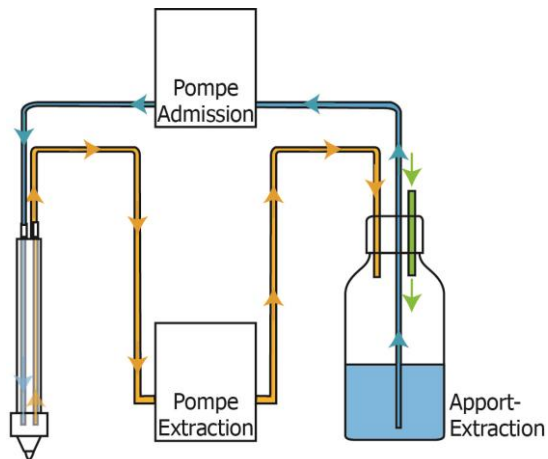 Pompe
Admission
Pompe
Extraction
Apport-
Extraction